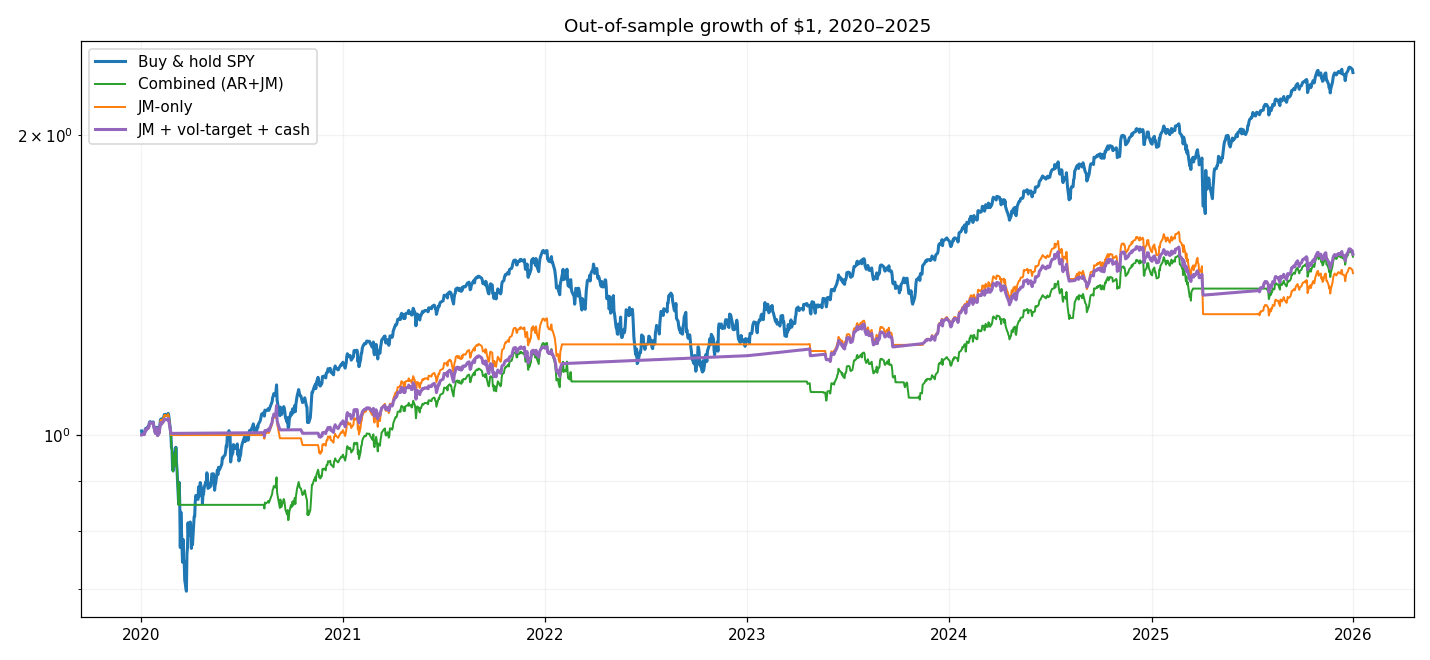 Out-of-sample growth of $1, 2020–2025
Buy & hold SPY
Combined (AR+JM)
JM-only
JM + vol-target + cash
2 × 10⁰
10⁰
2020 2021 2022 2023 2024 2025 2026